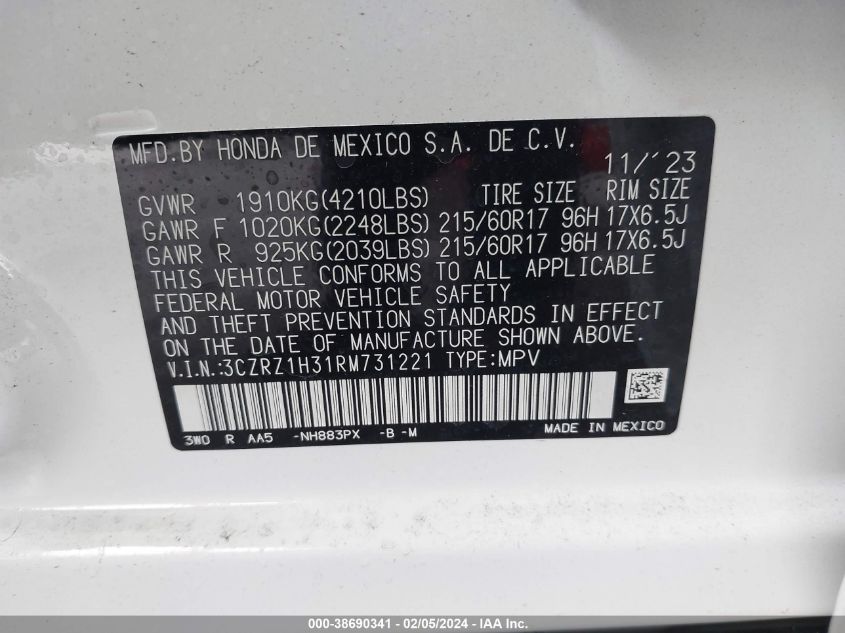 MFD.BY HONDA DE MEXICO S.A. DE C.V. 11/'23
GVWR 1910KG(4210LBS) TIRE SIZE RIM SIZE
GAWR F 1020KG(2248LBS) 215/60R17 96H 17X6.5J
GAWR R 925KG(2039LBS) 215/60R17 96H 17X6.5J
THIS VEHICLE CONFORMS TO ALL APPLICABLE
FEDERAL MOTOR VEHICLE SAFETY
AND THEFT PREVENTION STANDARDS IN EFFECT
ON THE DATE OF MANUFACTURE SHOWN ABOVE.
V.I.N.:3CZRZ1H31RM731221 TYPE:MPV
3W0 R AA5 -NH883PX -B -M MADE IN MEXICO
000-38690341 - 02/05/2024 - IAA Inc.